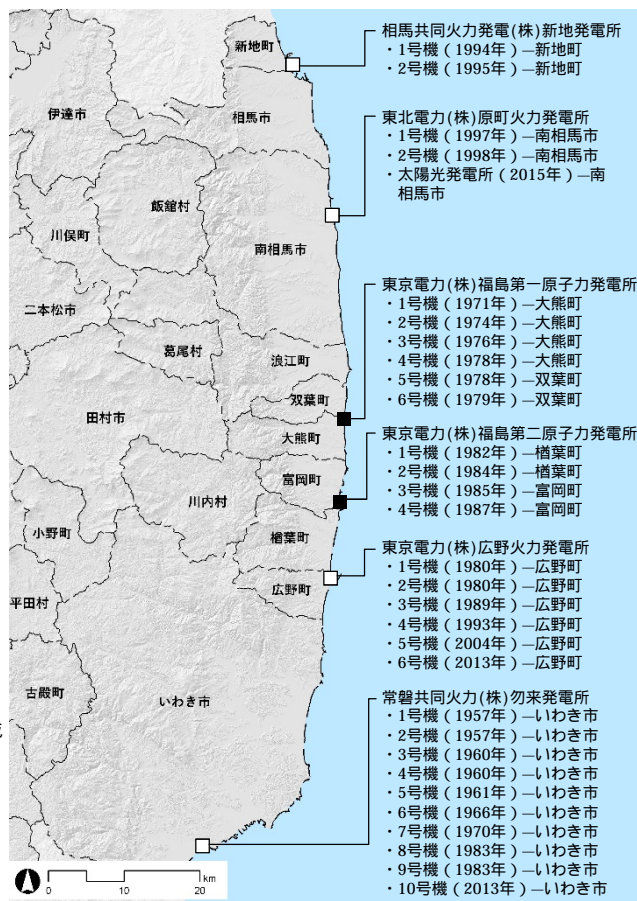 相馬共同火力発電(株)新地発電所
・1号機（1994年）―新地町
・2号機（1995年）―新地町
東北電力(株)原町火力発電所
・1号機（1997年）―南相馬市
・2号機（1998年）―南相馬市
・太陽光発電所（2015年）―南
相馬市
東京電力(株)福島第一原子力発電所
・1号機（1971年）―大熊町
・2号機（1974年）―大熊町
・3号機（1976年）―大熊町
・4号機（1978年）―大熊町
・5号機（1978年）―双葉町
・6号機（1979年）―双葉町
東京電力(株)福島第二原子力発電所
・1号機（1982年）―楢葉町
・2号機（1984年）―楢葉町
・3号機（1985年）―富岡町
・4号機（1987年）―富岡町
東京電力(株)広野火力発電所
・1号機（1980年）―広野町
・2号機（1980年）―広野町
・3号機（1989年）―広野町
・4号機（1993年）―広野町
・5号機（2004年）―広野町
・6号機（2013年）―広野町
常磐共同火力(株)勿来発電所
・1号機（1957年）―いわき市
・2号機（1957年）―いわき市
・3号機（1960年）―いわき市
・4号機（1960年）―いわき市
・5号機（1961年）―いわき市
・6号機（1966年）―いわき市
・7号機（1970年）―いわき市
・8号機（1983年）―いわき市
・9号機（1983年）―いわき市
・10号機（2013年）―いわき市
新地町
伊達市
相馬市
飯舘村
川俣町
南相馬市
二本松市
葛尾村
浪江町
双葉町
田村市
大熊町
富岡町
川内村
小野町
楢葉町
平田村
広野町
古殿町
いわき市
0 10 20 km